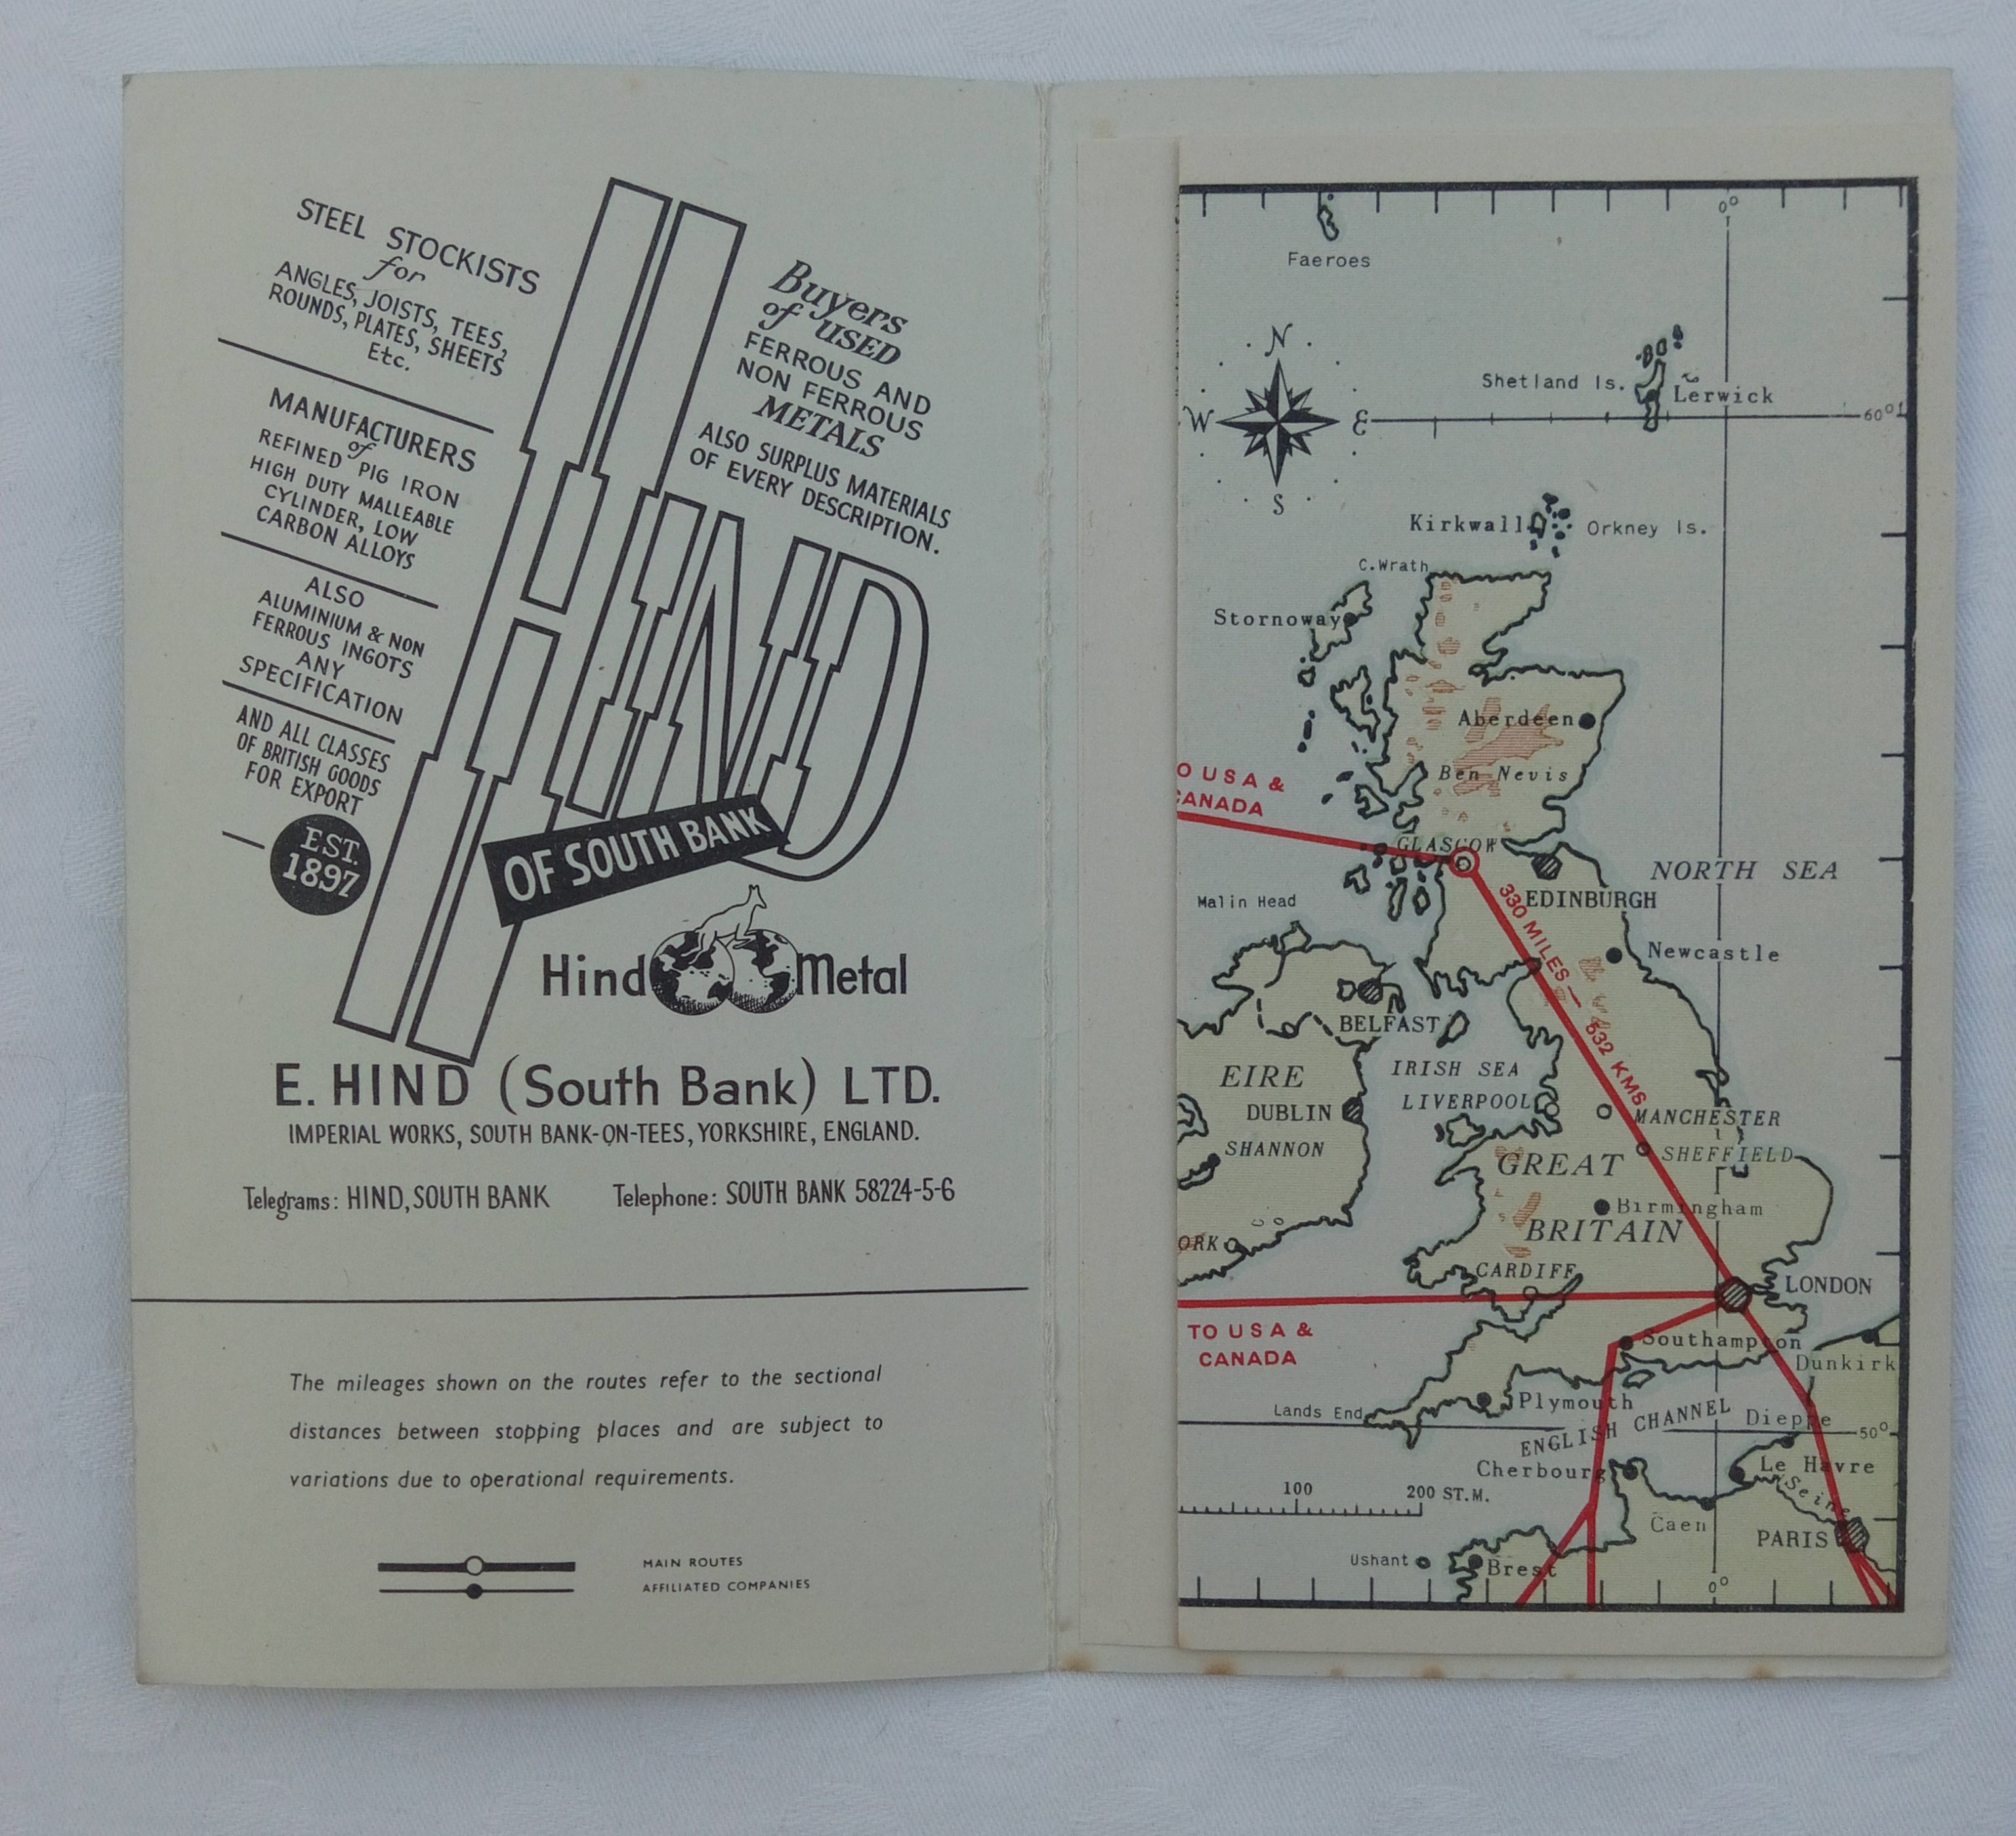 STEEL STOCKISTS
for
ANGLES, JOISTS, TEES,
ROUNDS, PLATES, SHEETS
Etc.
MANUFACTURERS
of
REFINED PIG IRON
HIGH DUTY MALLEABLE
CYLINDER, LOW
CARBON ALLOYS
ALSO
ALUMINIUM & NON
FERROUS INGOTS
ANY
SPECIFICATION
AND ALL CLASSES
OF BRITISH GOODS
FOR EXPORT
EST.
1897
Buyers
of USED
FERROUS AND
NON FERROUS
METALS
ALSO SURPLUS MATERIALS
OF EVERY DESCRIPTION.
HIND
OF SOUTH BANK
Hind Metal
E. HIND (South Bank) LTD.
IMPERIAL WORKS, SOUTH BANK-ON-TEES, YORKSHIRE, ENGLAND.
Telegrams: HIND, SOUTH BANK Telephone: SOUTH BANK 58224-5-6
The mileages shown on the routes refer to the sectional
distances between stopping places and are subject to
variations due to operational requirements.
MAIN ROUTES
AFFILIATED COMPANIES
0°
Faeroes
N
Shetland Is.
Lerwick
W
E
60°
S
Kirkwall
Orkney Is.
C.Wrath
Stornoway
Aberdeen
Ben Nevis
O USA &
CANADA
GLASGOW
NORTH SEA
EDINBURGH
Malin Head
330 MILES — 532 KMS
Newcastle
BELFAST
IRISH SEA
EIRE
LIVERPOOL
DUBLIN
MANCHESTER
SHANNON
SHEFFIELD
GREAT
Birmingham
BRITAIN
ORK
CARDIFF
LONDON
TO USA &
CANADA
Southampton
Dunkirk
Plymouth
Lands End
ENGLISH CHANNEL
Dieppe
50°
Cherbourg
Le Havre
Seine
100
200 ST.M.
Caen
PARIS
Ushant
Brest
0°